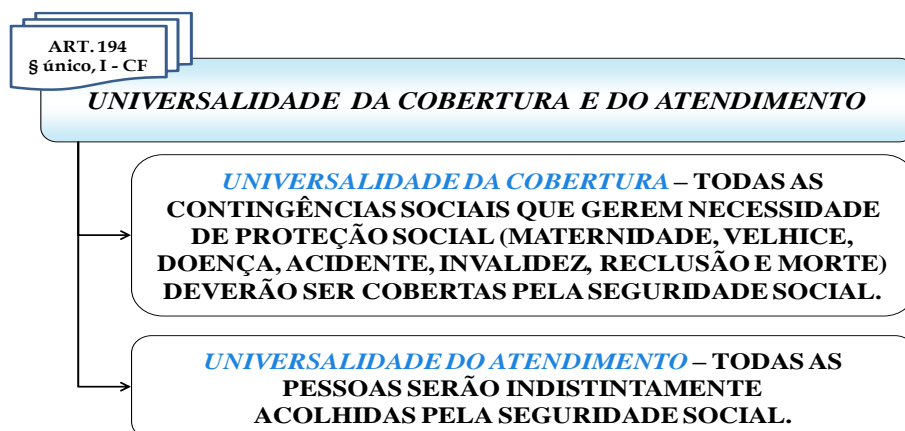 ART. 194
§ único, I - CF
UNIVERSALIDADE DA COBERTURA E DO ATENDIMENTO
UNIVERSALIDADE DA COBERTURA – TODAS AS
CONTINGÊNCIAS SOCIAIS QUE GEREM NECESSIDADE
DE PROTEÇÃO SOCIAL (MATERNIDADE, VELHICE,
DOENÇA, ACIDENTE, INVALIDEZ, RECLUSÃO E MORTE)
DEVERÃO SER COBERTAS PELA SEGURIDADE SOCIAL.
UNIVERSALIDADE DO ATENDIMENTO – TODAS AS
PESSOAS SERÃO INDISTINTAMENTE
ACOLHIDAS PELA SEGURIDADE SOCIAL.